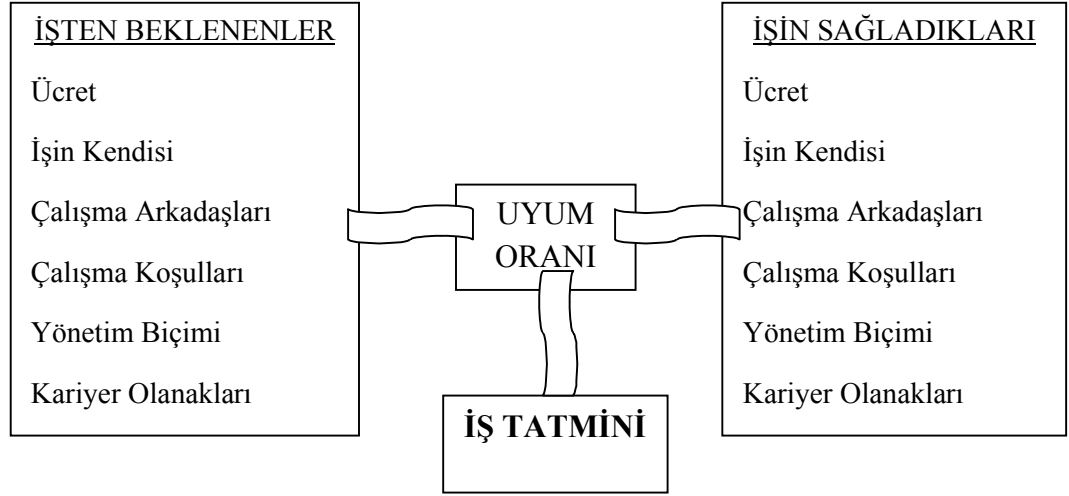 İŞTEN BEKLENENLER
Ücret
İşin Kendisi
Çalışma Arkadaşları
Çalışma Koşulları
Yönetim Biçimi
Kariyer Olanakları
UYUM
ORANI
İŞ TATMİNİ
İŞİN SAĞLADIKLARI
Ücret
İşin Kendisi
Çalışma Arkadaşları
Çalışma Koşulları
Yönetim Biçimi
Kariyer Olanakları